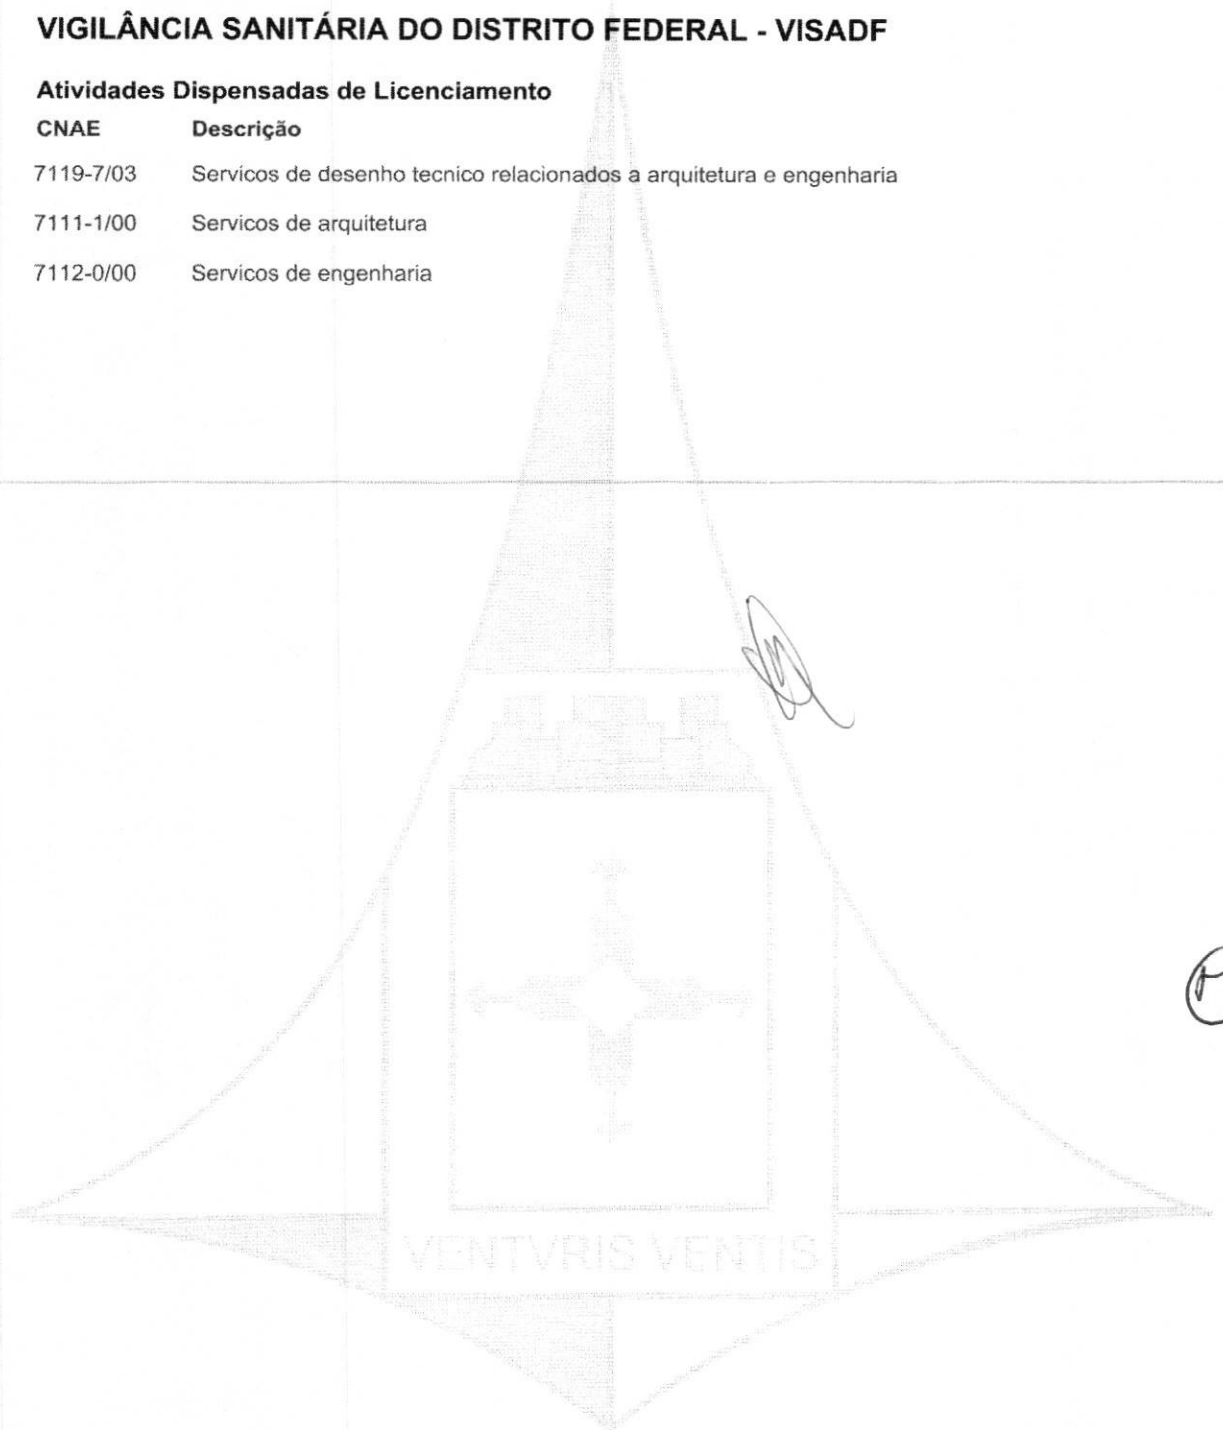 VIGILÂNCIA SANITÁRIA DO DISTRITO FEDERAL - VISADF
Atividades Dispensadas de Licenciamento
CNAE Descrição
7119-7/03 Servicos de desenho tecnico relacionados a arquitetura e engenharia
7111-1/00 Servicos de arquitetura
7112-0/00 Servicos de engenharia
VENTVRIS VENTIS